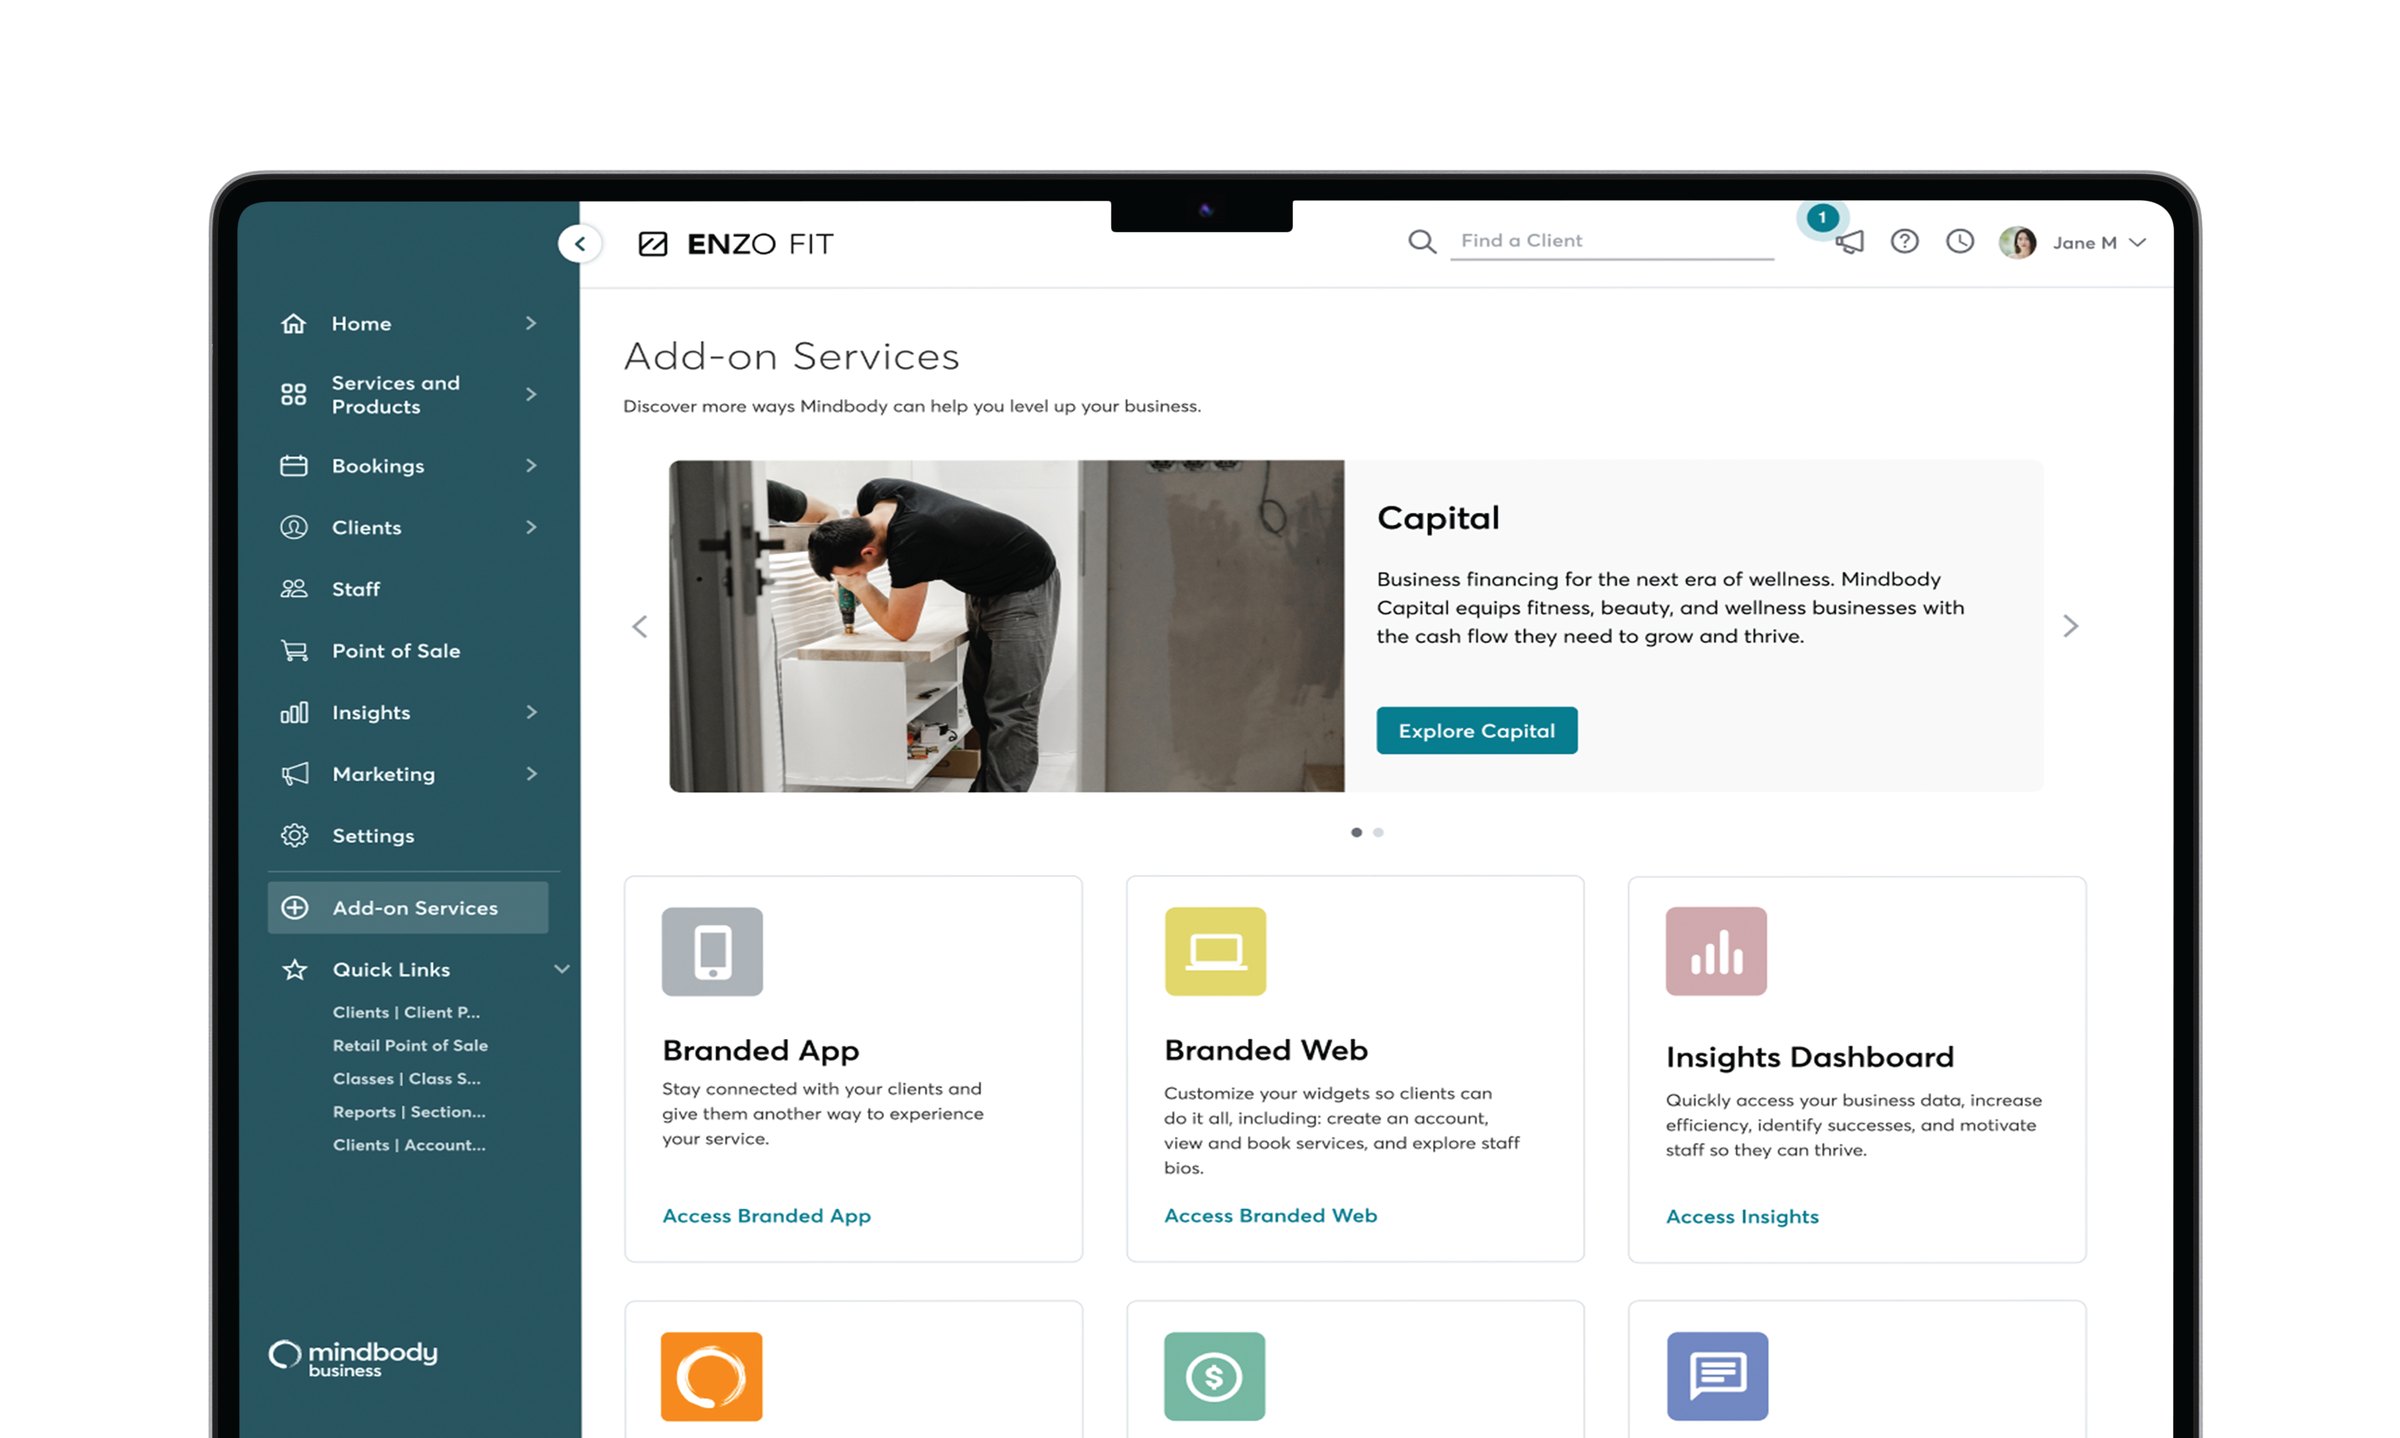 ENZO FIT
Find a Client
1
Jane M
Home
Services and
Products
Bookings
Clients
Staff
Point of Sale
Insights
Marketing
Settings
Add-on Services
Quick Links
Clients | Client P...
Retail Point of Sale
Classes | Class S...
Reports | Section...
Clients | Account...
mindbody
business
Add-on Services
Discover more ways Mindbody can help you level up your business.
Capital
Business financing for the next era of wellness. Mindbody
Capital equips fitness, beauty, and wellness businesses with
the cash flow they need to grow and thrive.
Explore Capital
Branded App
Stay connected with your clients and
give them another way to experience
your service.
Access Branded App
Branded Web
Customize your widgets so clients can
do it all, including: create an account,
view and book services, and explore staff
bios.
Access Branded Web
Insights Dashboard
Quickly access your business data, increase
efficiency, identify successes, and motivate
staff so they can thrive.
Access Insights